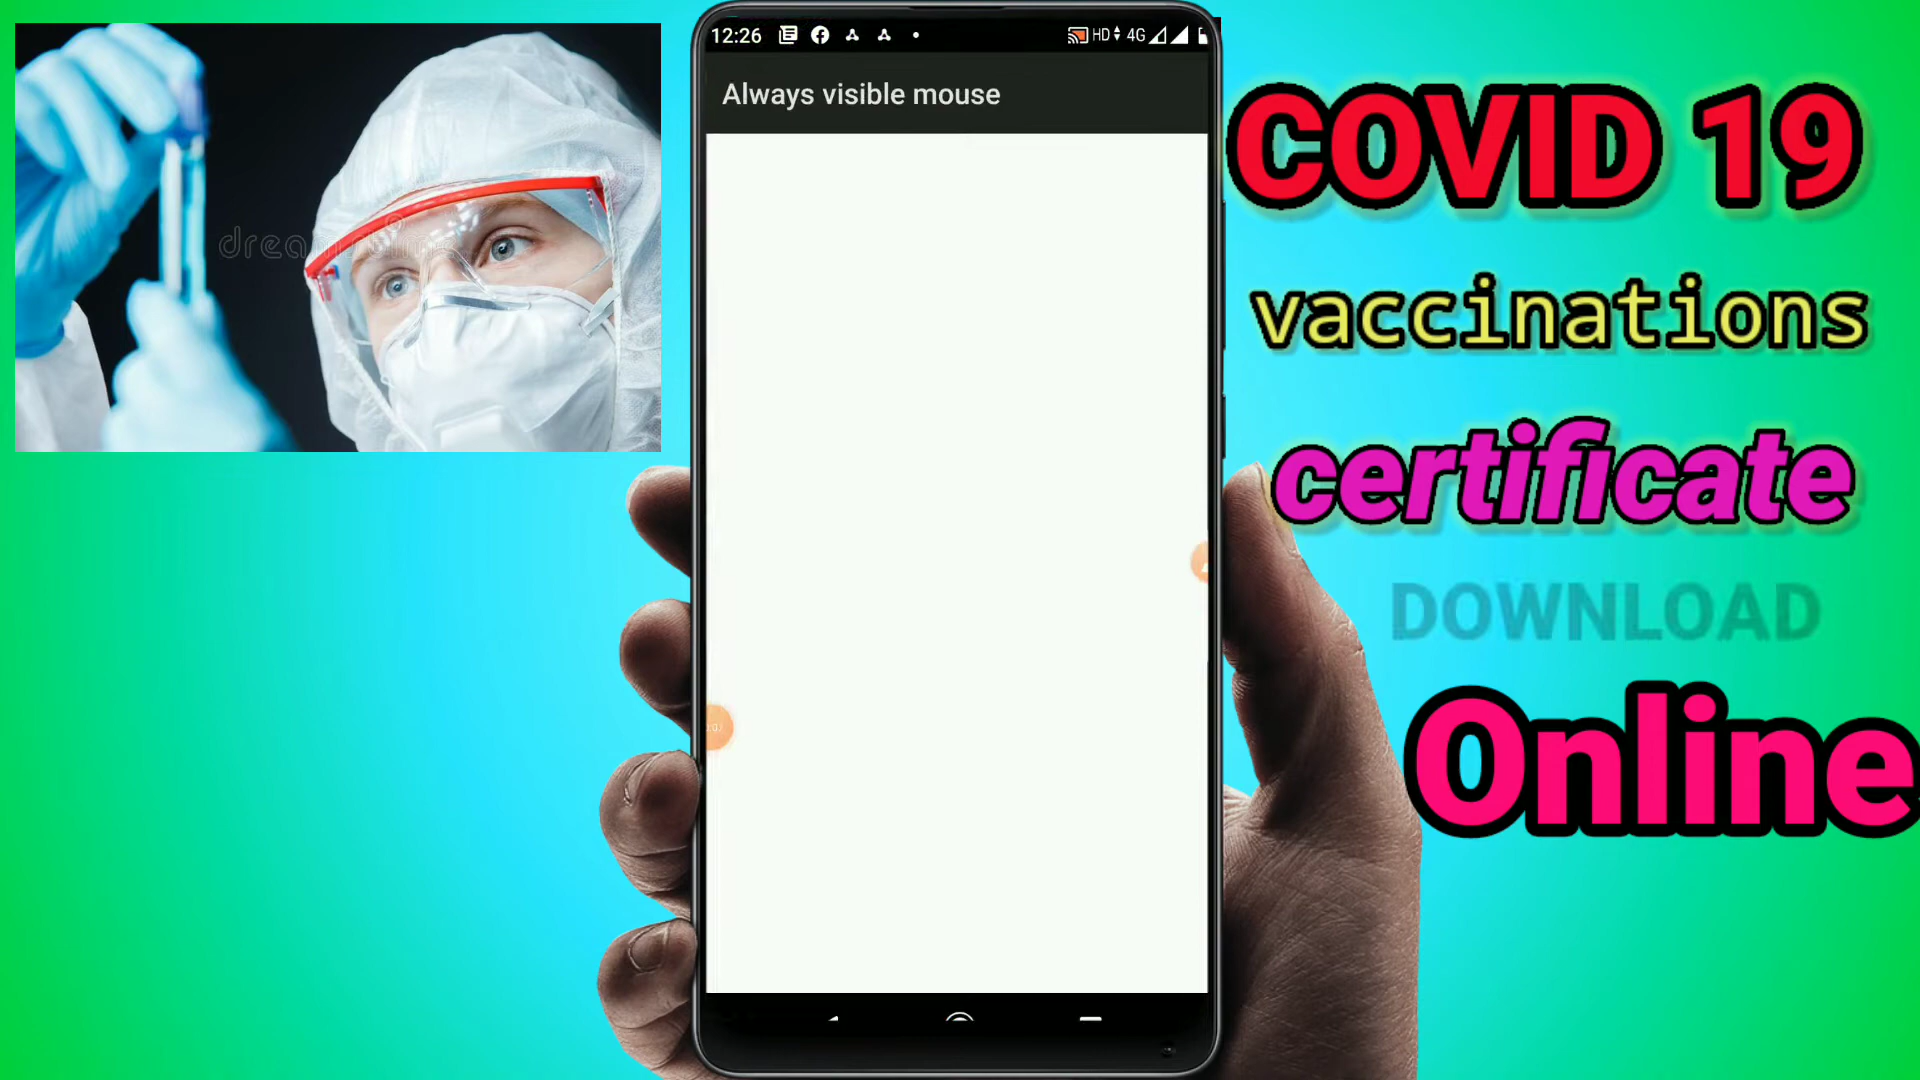 12:26
HD 4G
Always visible mouse
COVID 19
vaccinations
certificate
DOWNLOAD
Online